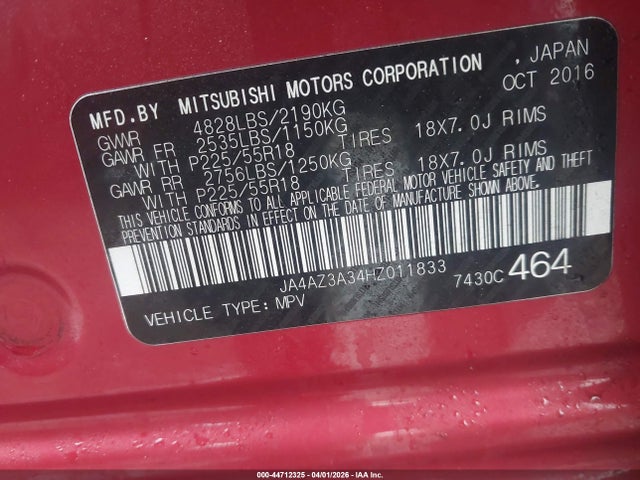 MFD.BY MITSUBISHI MOTORS CORPORATION , JAPAN
OCT 2016
GVWR 4828LBS/2190KG
GAWR FR 2535LBS/1150KG
WITH P225/55R18 TIRES 18X7.0J RIMS
GAWR RR 2756LBS/1250KG
WITH P225/55R18 TIRES 18X7.0J RIMS
THIS VEHICLE CONFORMS TO ALL APPLICABLE FEDERAL MOTOR VEHICLE SAFETY AND THEFT
PREVENTION STANDARDS IN EFFECT ON THE DATE OF MANUFACTURE SHOWN ABOVE.
JA4AZ3A34HZ011833
7430C 464
VEHICLE TYPE: MPV
000-44712325 - 04/01/2026 - IAA Inc.